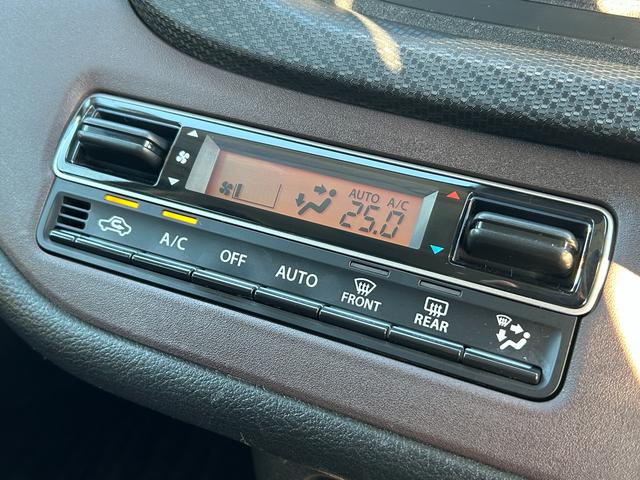 AUTO A/C
25.0
A/C
OFF
AUTO
FRONT
REAR